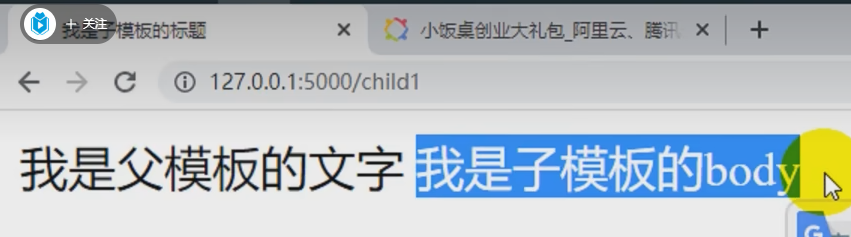 + 关注
我是子模板的标题
小饭桌创业大礼包_阿里云、腾讯
127.0.0.1:5000/child1
我是父模板的文字 我是子模板的body
G